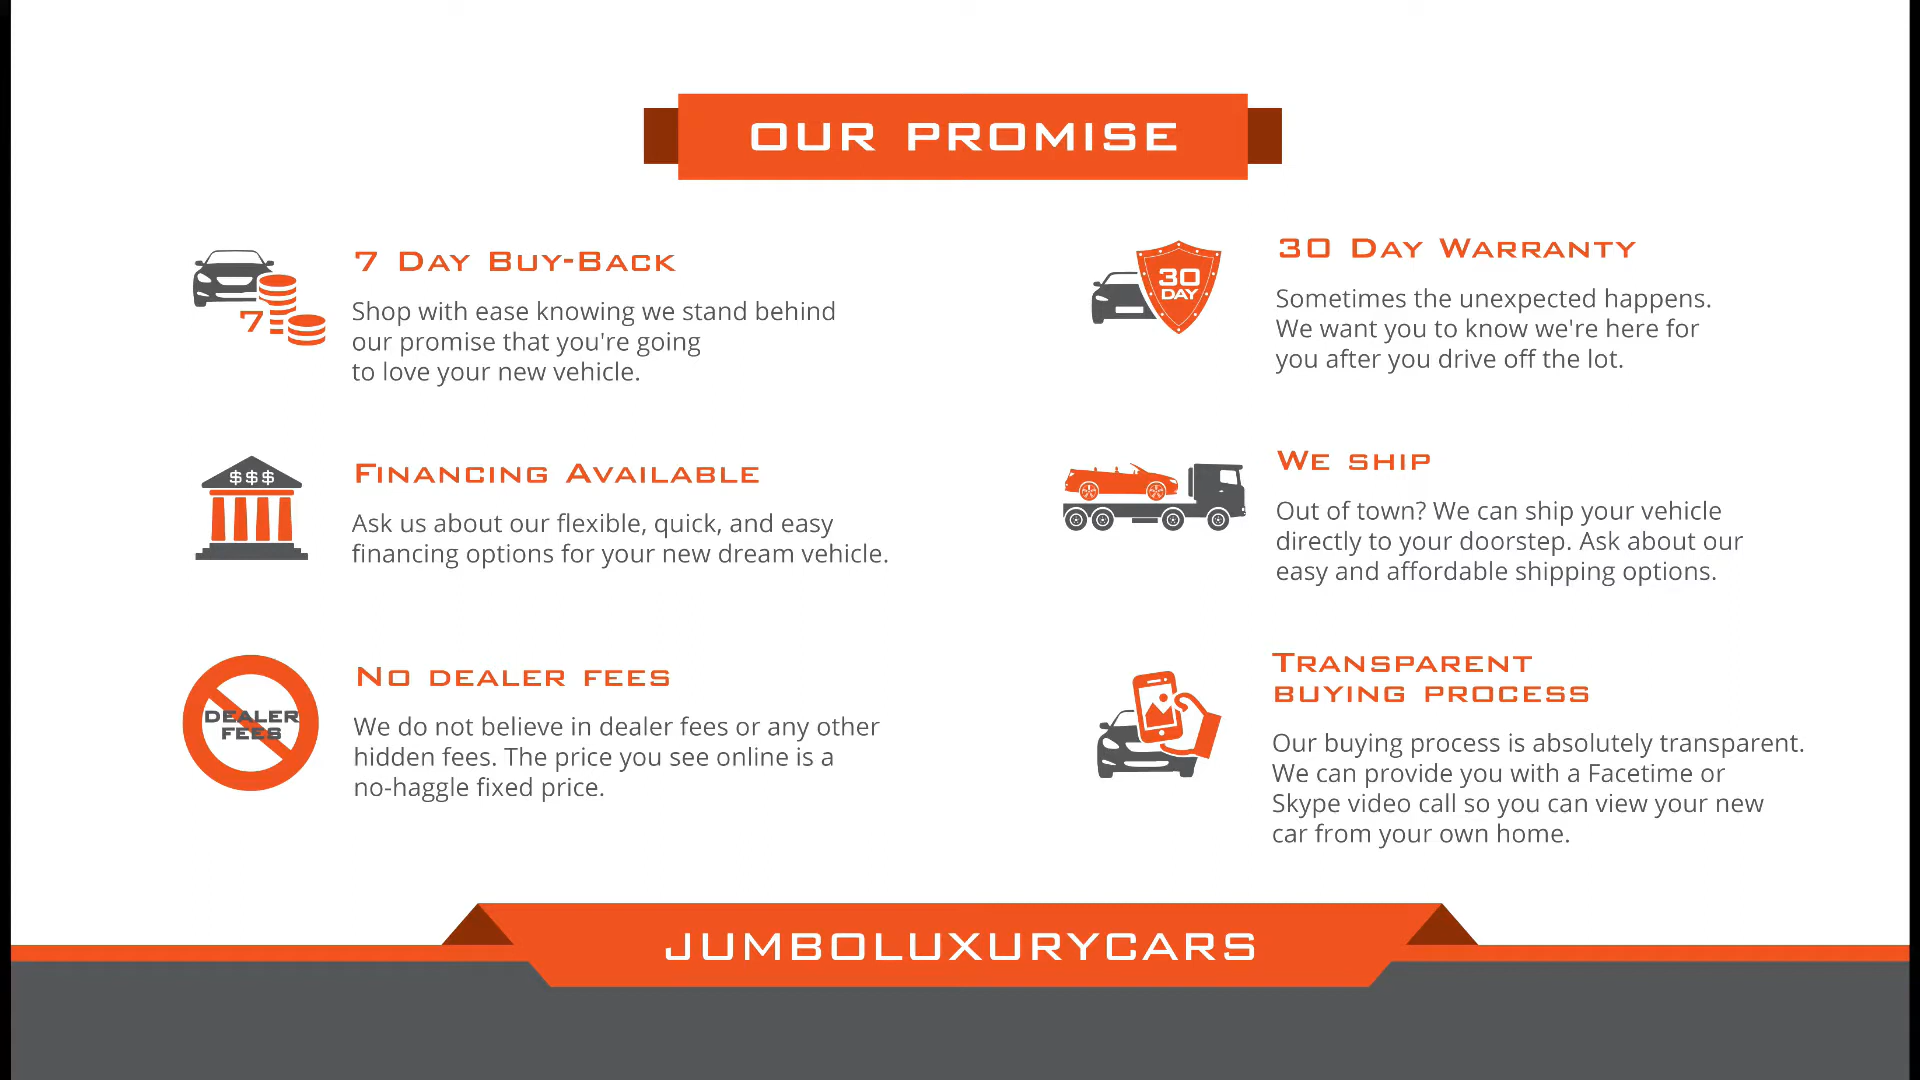 OUR PROMISE
7 DAY BUY-BACK
Shop with ease knowing we stand behind
our promise that you're going
to love your new vehicle.
7
$$$
FINANCING AVAILABLE
Ask us about our flexible, quick, and easy
financing options for your new dream vehicle.
DEALER
FEES
NO DEALER FEES
We do not believe in dealer fees or any other
hidden fees. The price you see online is a
no-haggle fixed price.
30
DAY
30 DAY WARRANTY
Sometimes the unexpected happens.
We want you to know we're here for
you after you drive off the lot.
WE SHIP
Out of town? We can ship your vehicle
directly to your doorstep. Ask about our
easy and affordable shipping options.
TRANSPARENT
BUYING PROCESS
Our buying process is absolutely transparent.
We can provide you with a Facetime or
Skype video call so you can view your new
car from your own home.
JUMBOLUXURYCARS